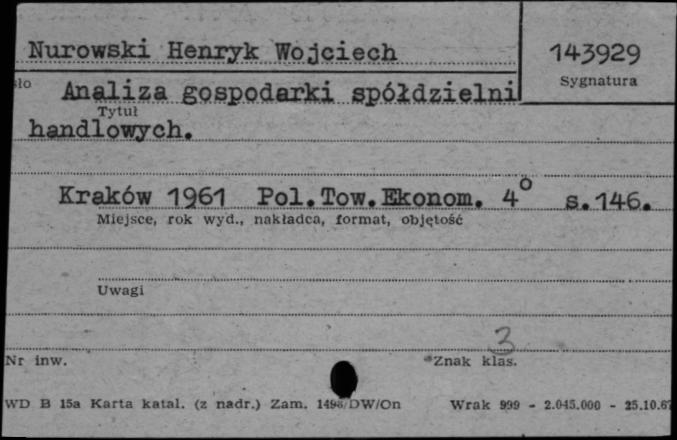 Nurowski Henryk Wojciech 143929
Sygnatura
ło Analiza gospodarki spółdzielni
Tytuł
handlowych.
Kraków 1961 Pol.Tow.Ekonom. 4° s.146.
Miejsce, rok wyd., nakładca, format, objętość
Uwagi
3
Nr inw. Znak klas.
WD B 15a Karta katal. (z nadr.) Zam. DW/On Wrak 999 - 2.045.000 - 25.10.67